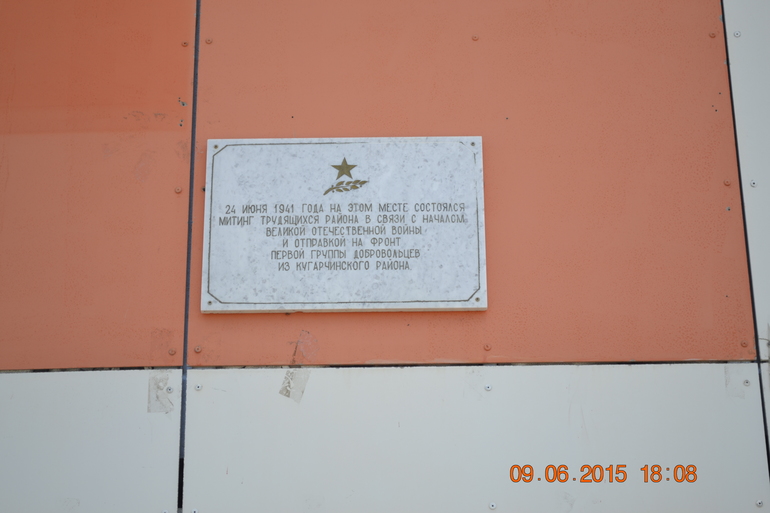 24 ИЮНЯ 1941 ГОДА НА ЭТОМ МЕСТЕ СОСТОЯЛСЯ
МИТИНГ ТРУДЯЩИХСЯ РАЙОНА В СВЯЗИ С НАЧАЛОМ
ВЕЛИКОЙ ОТЕЧЕСТВЕННОЙ ВОЙНЫ
И ОТПРАВКОЙ НА ФРОНТ
ПЕРВОЙ ГРУППЫ ДОБРОВОЛЬЦЕВ
ИЗ КУГАРЧИНСКОГО РАЙОНА
09.06.2015 18:08